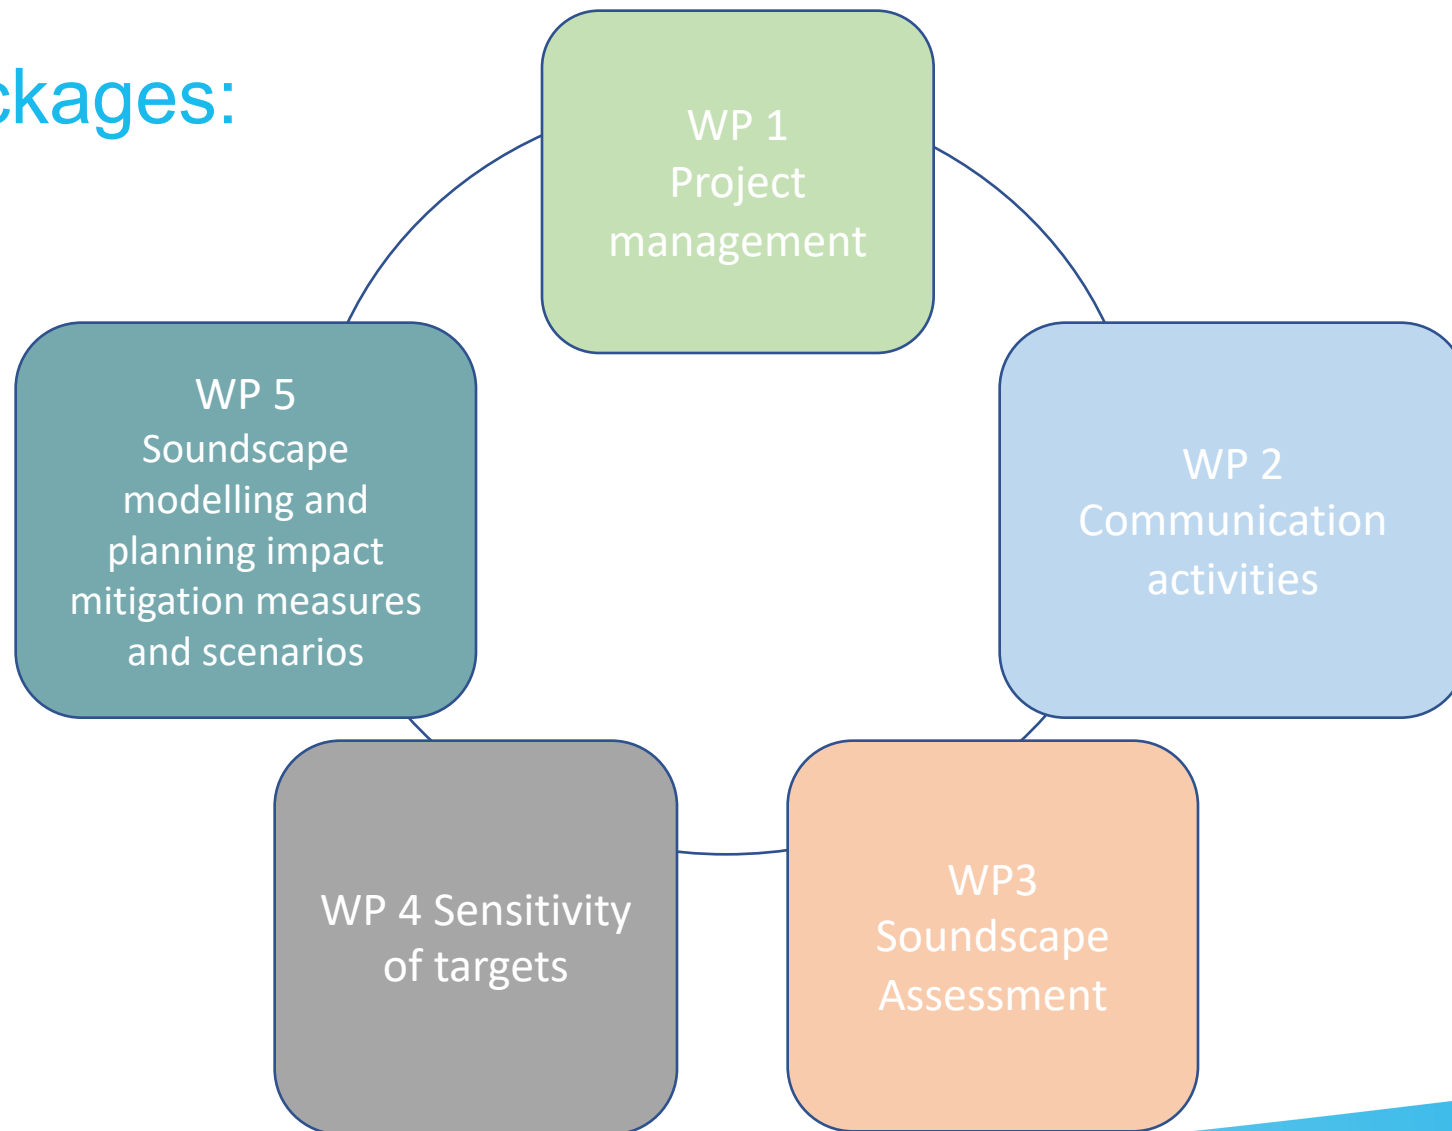 ckages:
WP 1
Project
management
WP 2
Communication
activities
WP3
Soundscape
Assessment
WP 4 Sensitivity
of targets
WP 5
Soundscape
modelling and
planning impact
mitigation measures
and scenarios